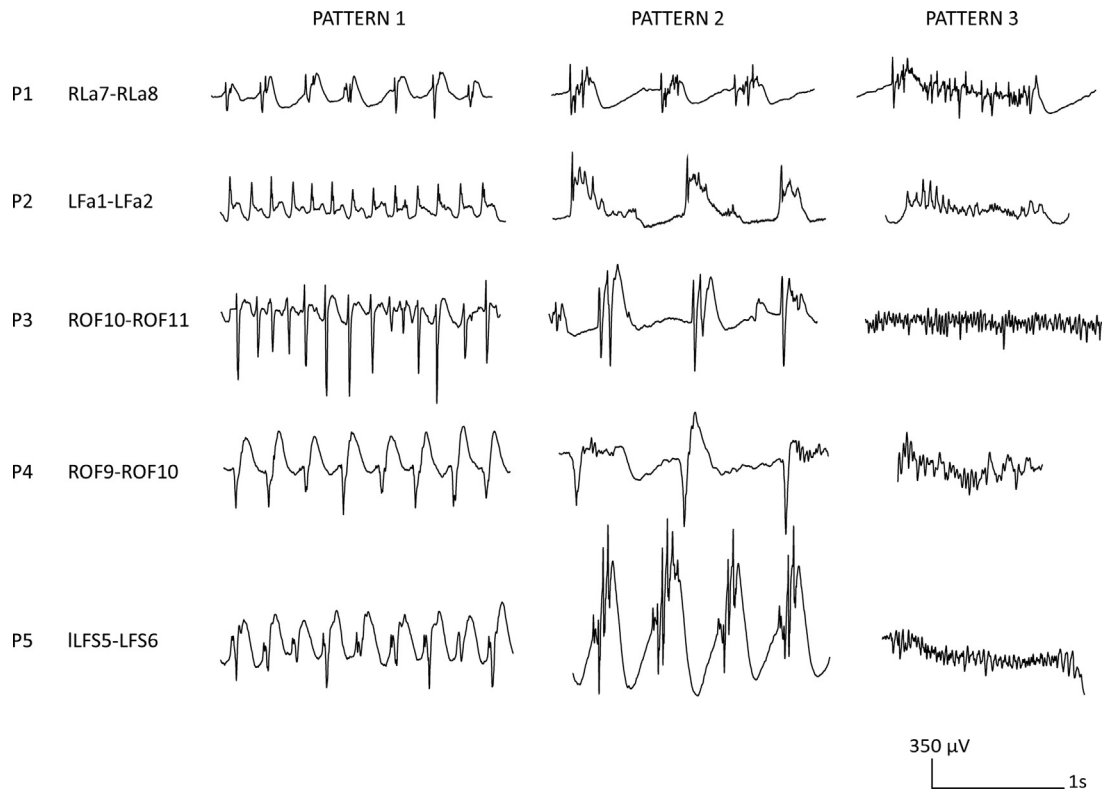 PATTERN 1 PATTERN 2 PATTERN 3
P1 RLa7-RLa8
P2 LFa1-LFa2
P3 ROF10-ROF11
P4 ROF9-ROF10
P5 lLFS5-LFS6
350 µV
1s